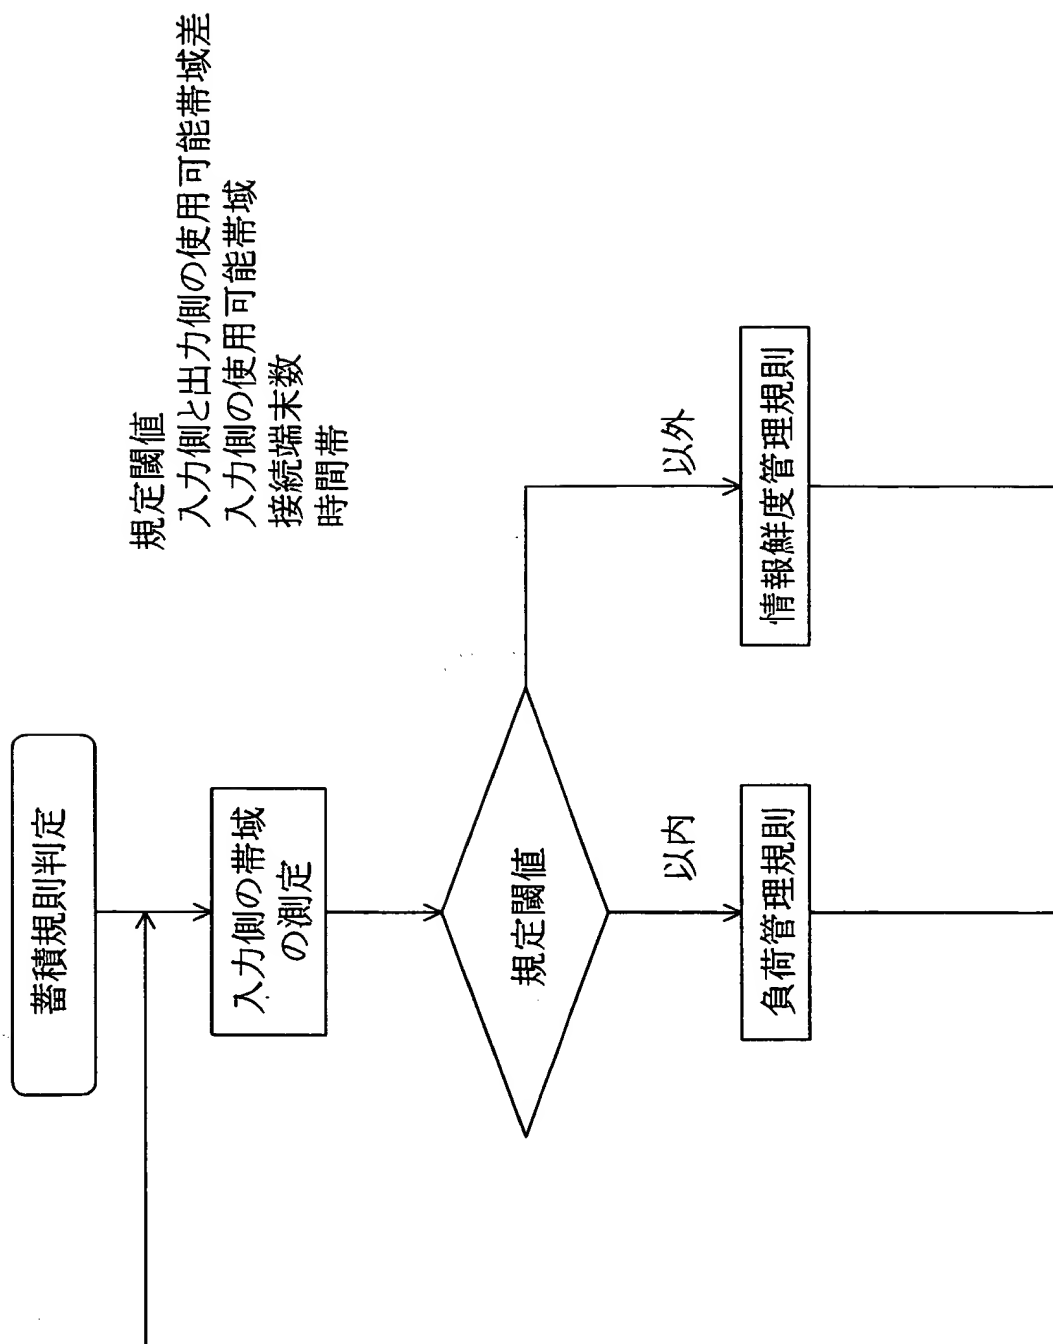 蓄積規則判定
入力側の帯域
の測定
規定閾値
以内
以外
負荷管理規則
情報鮮度管理規則
規定閾値
入力側と出力側の使用可能帯域差
入力側の使用可能帯域
接続端末数
時間帯